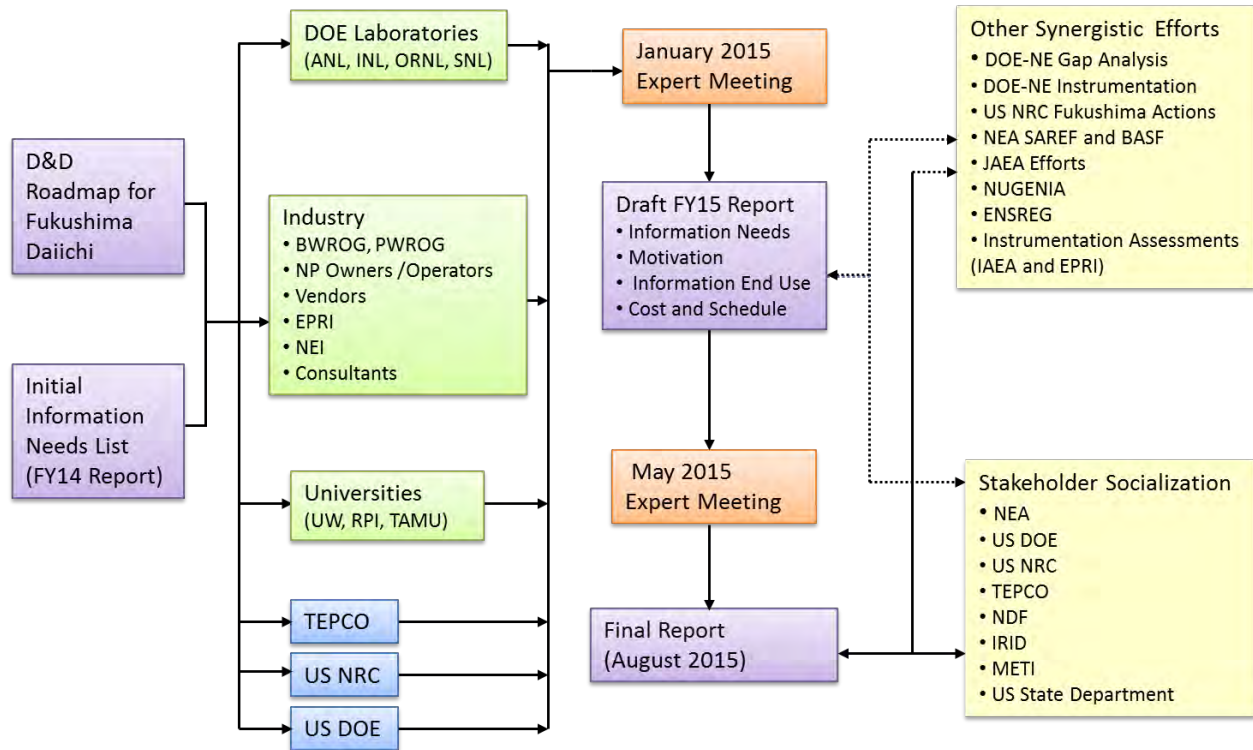 D&D
Roadmap for
Fukushima
Daiichi
Initial
Information
Needs List
(FY14 Report)
DOE Laboratories
(ANL, INL, ORNL, SNL)
Industry
• BWROG, PWROG
• NP Owners /Operators
• Vendors
• EPRI
• NEI
• Consultants
Universities
(UW, RPI, TAMU)
TEPCO
US NRC
US DOE
January 2015
Expert Meeting
Draft FY15 Report
• Information Needs
• Motivation
• Information End Use
• Cost and Schedule
May 2015
Expert Meeting
Final Report
(August 2015)
Other Synergistic Efforts
• DOE-NE Gap Analysis
• DOE-NE Instrumentation
• US NRC Fukushima Actions
• NEA SAREF and BASF
• JAEA Efforts
• NUGENIA
• ENSREG
• Instrumentation Assessments
(IAEA and EPRI)
Stakeholder Socialization
• NEA
• US DOE
• US NRC
• TEPCO
• NDF
• IRID
• METI
• US State Department